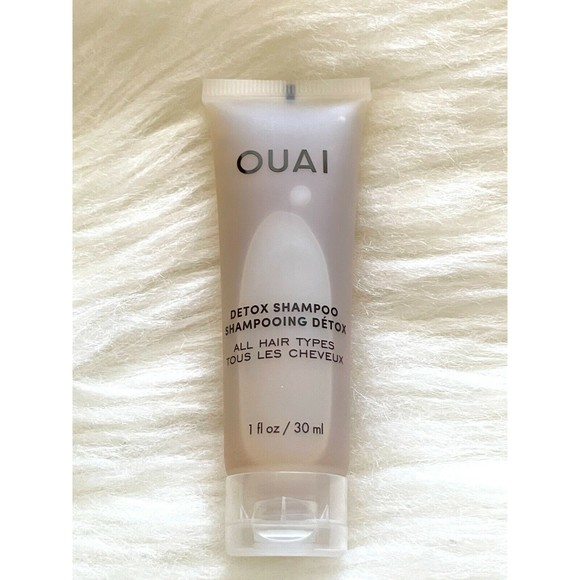 OUAI
DETOX SHAMPOO
SHAMPOOING DÉTOX
ALL HAIR TYPES
TOUS LES CHEVEUX
1 fl oz / 30 ml